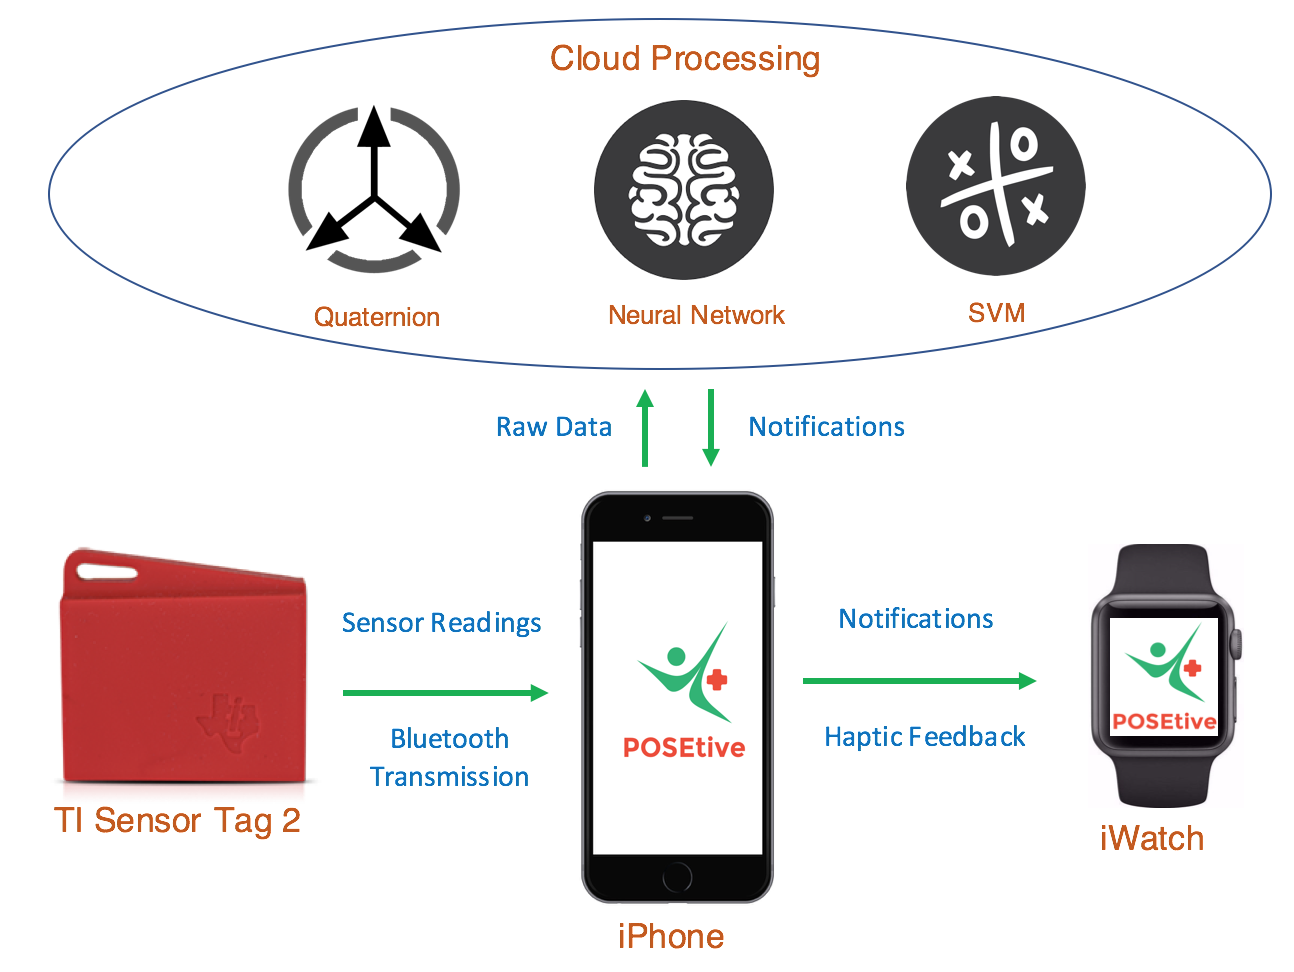 Cloud Processing
Quaternion
Neural Network
SVM
Raw Data
Notifications
Sensor Readings
Bluetooth
Transmission
TI Sensor Tag 2
POSEtive
iPhone
Notifications
Haptic Feedback
POSEtive
iWatch